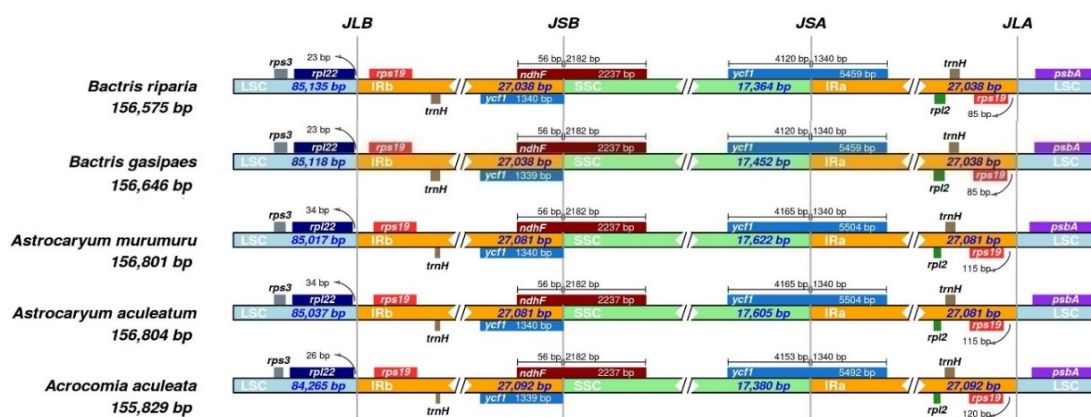 JLB JSB JSA JLA
23 bp 56 bp 2182 bp 4120 bp 1340 bp trnH
rps3 rpl22 rps19 ndhF 2237 bp ycf1 5459 bp psbA
Bactris riparia LSC 85,135 bp IRb 27,038 bp SSC 17,364 bp IRa 27,038 bp LSC
156,575 bp trnH ycf1 1340 bp rpl2 rps19 85 bp
23 bp 56 bp 2182 bp 4120 bp 1340 bp trnH
rps3 rpl22 rps19 ndhF 2237 bp ycf1 5459 bp psbA
Bactris gasipaes LSC 85,118 bp IRb 27,038 bp SSC 17,452 bp IRa 27,038 bp LSC
156,646 bp trnH ycf1 1339 bp rpl2 rps19 85 bp
34 bp 56 bp 2182 bp 4165 bp 1340 bp trnH
rps3 rpl22 rps19 ndhF 2237 bp ycf1 5504 bp psbA
Astrocaryum murumuru LSC 85,017 bp IRb 27,081 bp SSC 17,622 bp IRa 27,081 bp LSC
156,801 bp trnH ycf1 1340 bp rpl2 rps19 115 bp
34 bp 56 bp 2182 bp 4165 bp 1340 bp trnH
rps3 rpl22 rps19 ndhF 2237 bp ycf1 5504 bp psbA
Astrocaryum aculeatum LSC 85,037 bp IRb 27,081 bp SSC 17,605 bp IRa 27,081 bp LSC
156,804 bp trnH ycf1 1340 bp rpl2 rps19 115 bp
26 bp 56 bp 2182 bp 4153 bp 1340 bp trnH
rps3 rpl22 rps19 ndhF 2237 bp ycf1 5492 bp psbA
Acrocomia aculeata LSC 84,265 bp IRb 27,092 bp SSC 17,380 bp IRa 27,092 bp LSC
155,829 bp trnH ycf1 1339 bp rpl2 rps19 120 bp